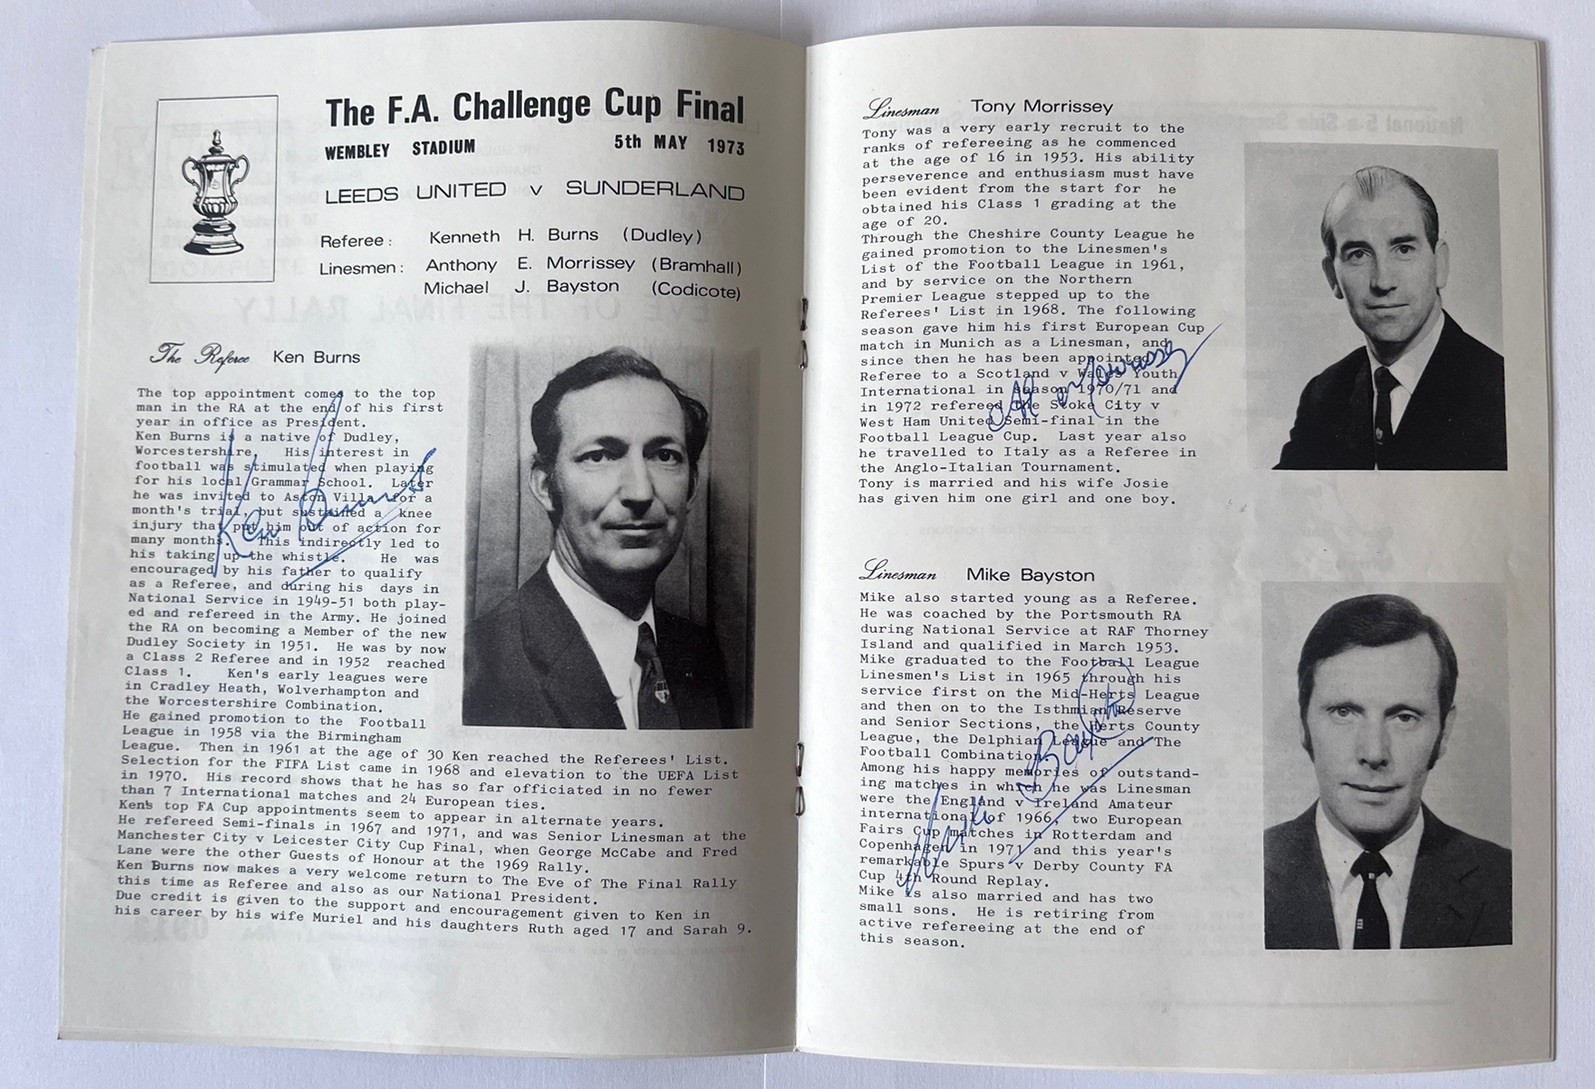 The F.A. Challenge Cup Final
WEMBLEY STADIUM 5th MAY 1973
LEEDS UNITED v SUNDERLAND
Referee: Kenneth H. Burns (Dudley)
Linesmen: Anthony E. Morrissey (Bramhall)
Michael J. Bayston (Codicote)
The Referee Ken Burns
The top appointment comes to the top
man in the RA at the end of his first
year in office as President.
Ken Burns is a native of Dudley,
Worcestershire. His interest in
football was stimulated when playing
for his local Grammar School. Later
he was invited to Aston Villa for a
month's trial, but sustained a knee
injury that put him out of action for
many months. This indirectly led to
his taking up the whistle. He was
encouraged by his father to qualify
as a Referee, and during his days in
National Service in 1949-51 both play-
ed and refereed in the Army. He joined
the RA on becoming a Member of the new
Dudley Society in 1951. He was by now
a Class 2 Referee and in 1952 reached
Class 1. Ken's early leagues were
in Cradley Heath, Wolverhampton and
the Worcestershire Combination.
He gained promotion to the Football
League in 1958 via the Birmingham
League. Then in 1961 at the age of 30 Ken reached the Referees' List.
Selection for the FIFA List came in 1968 and elevation to the UEFA List
in 1970. His record shows that he has so far officiated in no fewer
than 7 International matches and 24 European ties.
Ken's top FA Cup appointments seem to appear in alternate years.
He refereed Semi-finals in 1967 and 1971, and was Senior Linesman at the
Manchester City v Leicester City Cup Final, when George McCabe and Fred
Lane were the other Guests of Honour at the 1969 Rally.
Ken Burns now makes a very welcome return to The Eve of The Final Rally
this time as Referee and also as our National President.
Due credit is given to the support and encouragement given to Ken in
his career by his wife Muriel and his daughters Ruth aged 17 and Sarah 9.
Ken Burns
Linesman Tony Morrissey
Tony was a very early recruit to the
ranks of refereeing as he commenced
at the age of 16 in 1953. His ability
perseverence and enthusiasm must have
been evident from the start for he
obtained his Class 1 grading at the
age of 20.
Through the Cheshire County League he
gained promotion to the Linesmen's
List of the Football League in 1961,
and by service on the Northern
Premier League stepped up to the
Referees' List in 1968. The following
season gave him his first European Cup
match in Munich as a Linesman, and
since then he has been appointed
Referee to a Scotland v Wales Youth
International in season 1970/71 and
in 1972 refereed the Stoke City v
West Ham United Semi-final in the
Football League Cup. Last year also
he travelled to Italy as a Referee in
the Anglo-Italian Tournament.
Tony is married and his wife Josie
has given him one girl and one boy.
Morrissey
Linesman Mike Bayston
Mike also started young as a Referee.
He was coached by the Portsmouth RA
during National Service at RAF Thorney
Island and qualified in March 1953.
Mike graduated to the Football League
Linesmen's List in 1965 through his
service first on the Mid-Herts League
and then on to the Isthmian Reserve
and Senior Sections, the Herts County
League, the Delphian League and The
Football Combination.
Among his happy memories of outstand-
ing matches in which he was Linesman
were the England v Ireland Amateur
international of 1966, two European
Fairs Cup matches in Rotterdam and
Copenhagen in 1971 and this year's
remarkable Spurs v Derby County FA
Cup 4th Round Replay.
Mike is also married and has two
small sons. He is retiring from
active refereeing at the end of
this season.
Mike Bayston